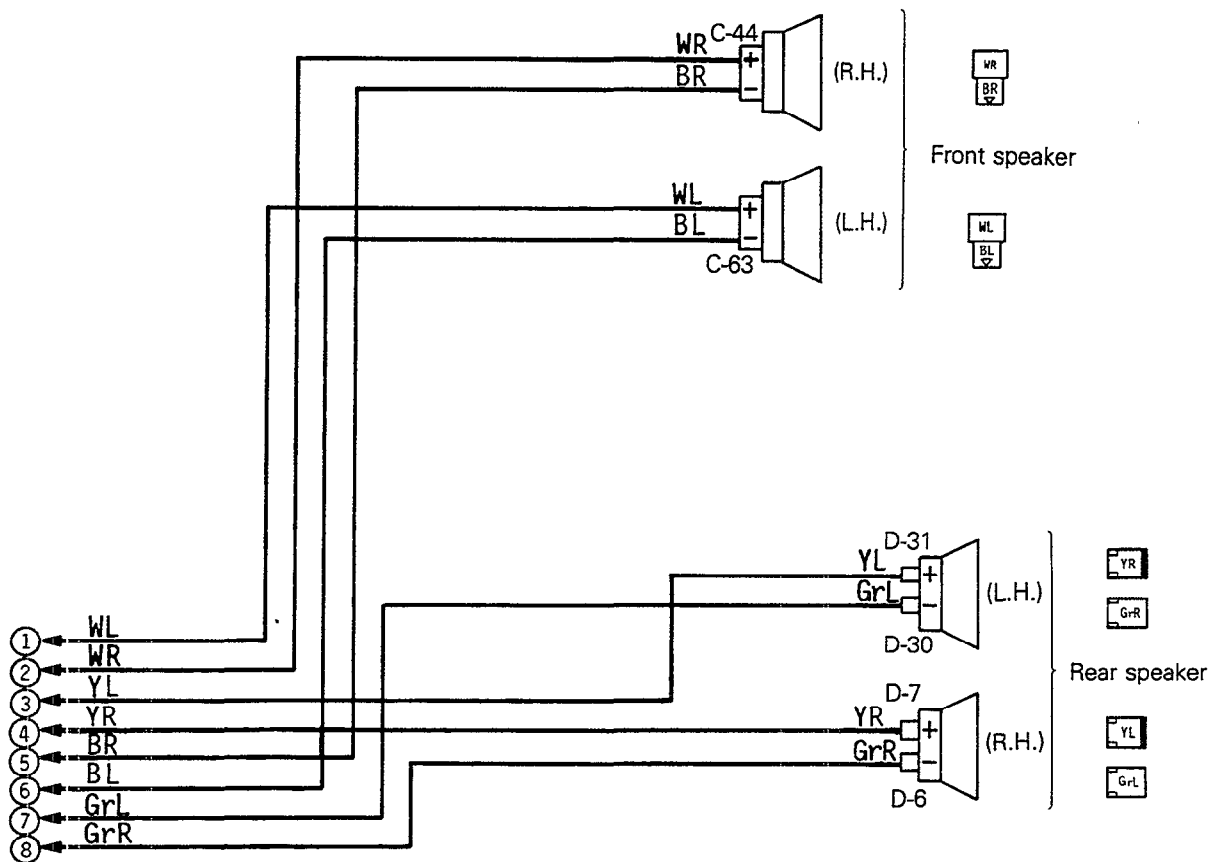 C-44
WR
+
BR
−
(R.H.)
WR
BR
Front speaker
WL
+
BL
−
(L.H.)
C-63
WL
BL
D-31
YL
+
GrL
−
(L.H.)
D-30
YR
GrR
Rear speaker
D-7
YR
+
GrR
−
(R.H.)
D-6
YL
GrL
1 WL
2 WR
3 YL
4 YR
5 BR
6 BL
7 GrL
8 GrR